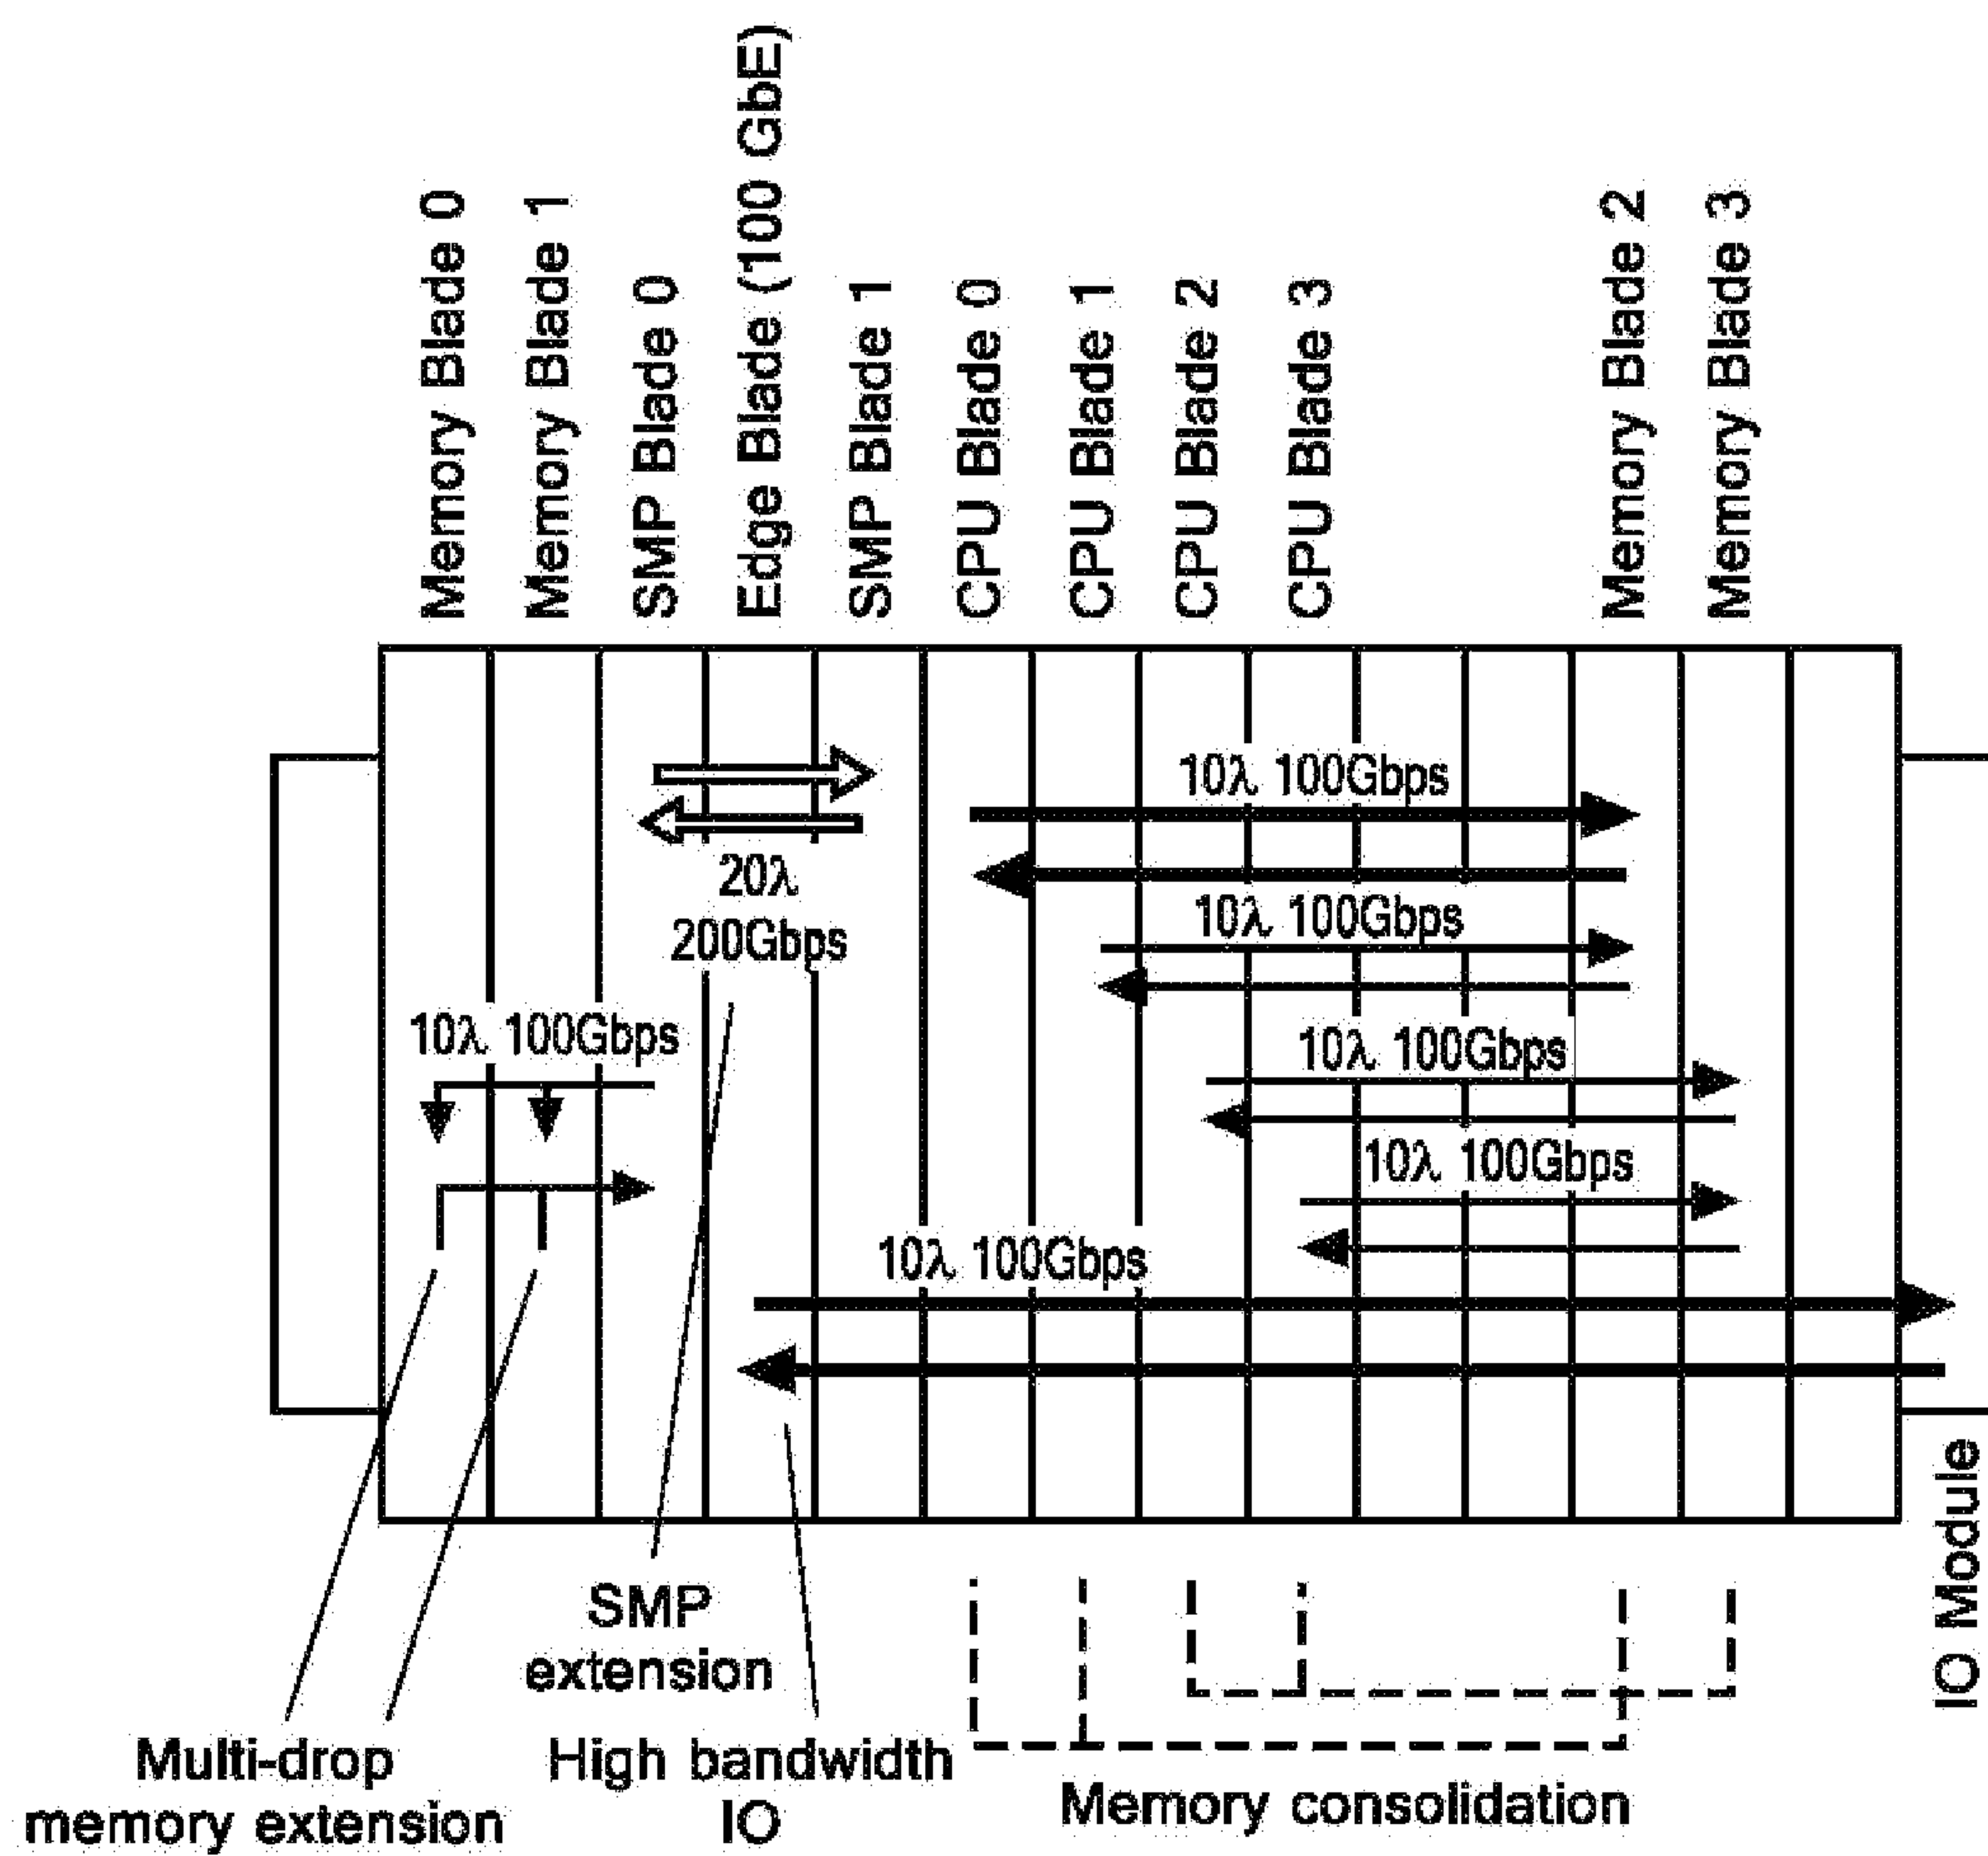 Memory Blade 0
Memory Blade 1
SMP Blade 0
Edge Blade (100 GbE)
SMP Blade 1
CPU Blade 0
CPU Blade 1
CPU Blade 2
CPU Blade 3
Memory Blade 2
Memory Blade 3
10λ 100Gbps
20λ
200Gbps
10λ 100Gbps
10λ 100Gbps
10λ 100Gbps
10λ 100Gbps
10λ 100Gbps
IO Module
SMP
extension
Multi-drop
memory extension
High bandwidth
IO
Memory consolidation